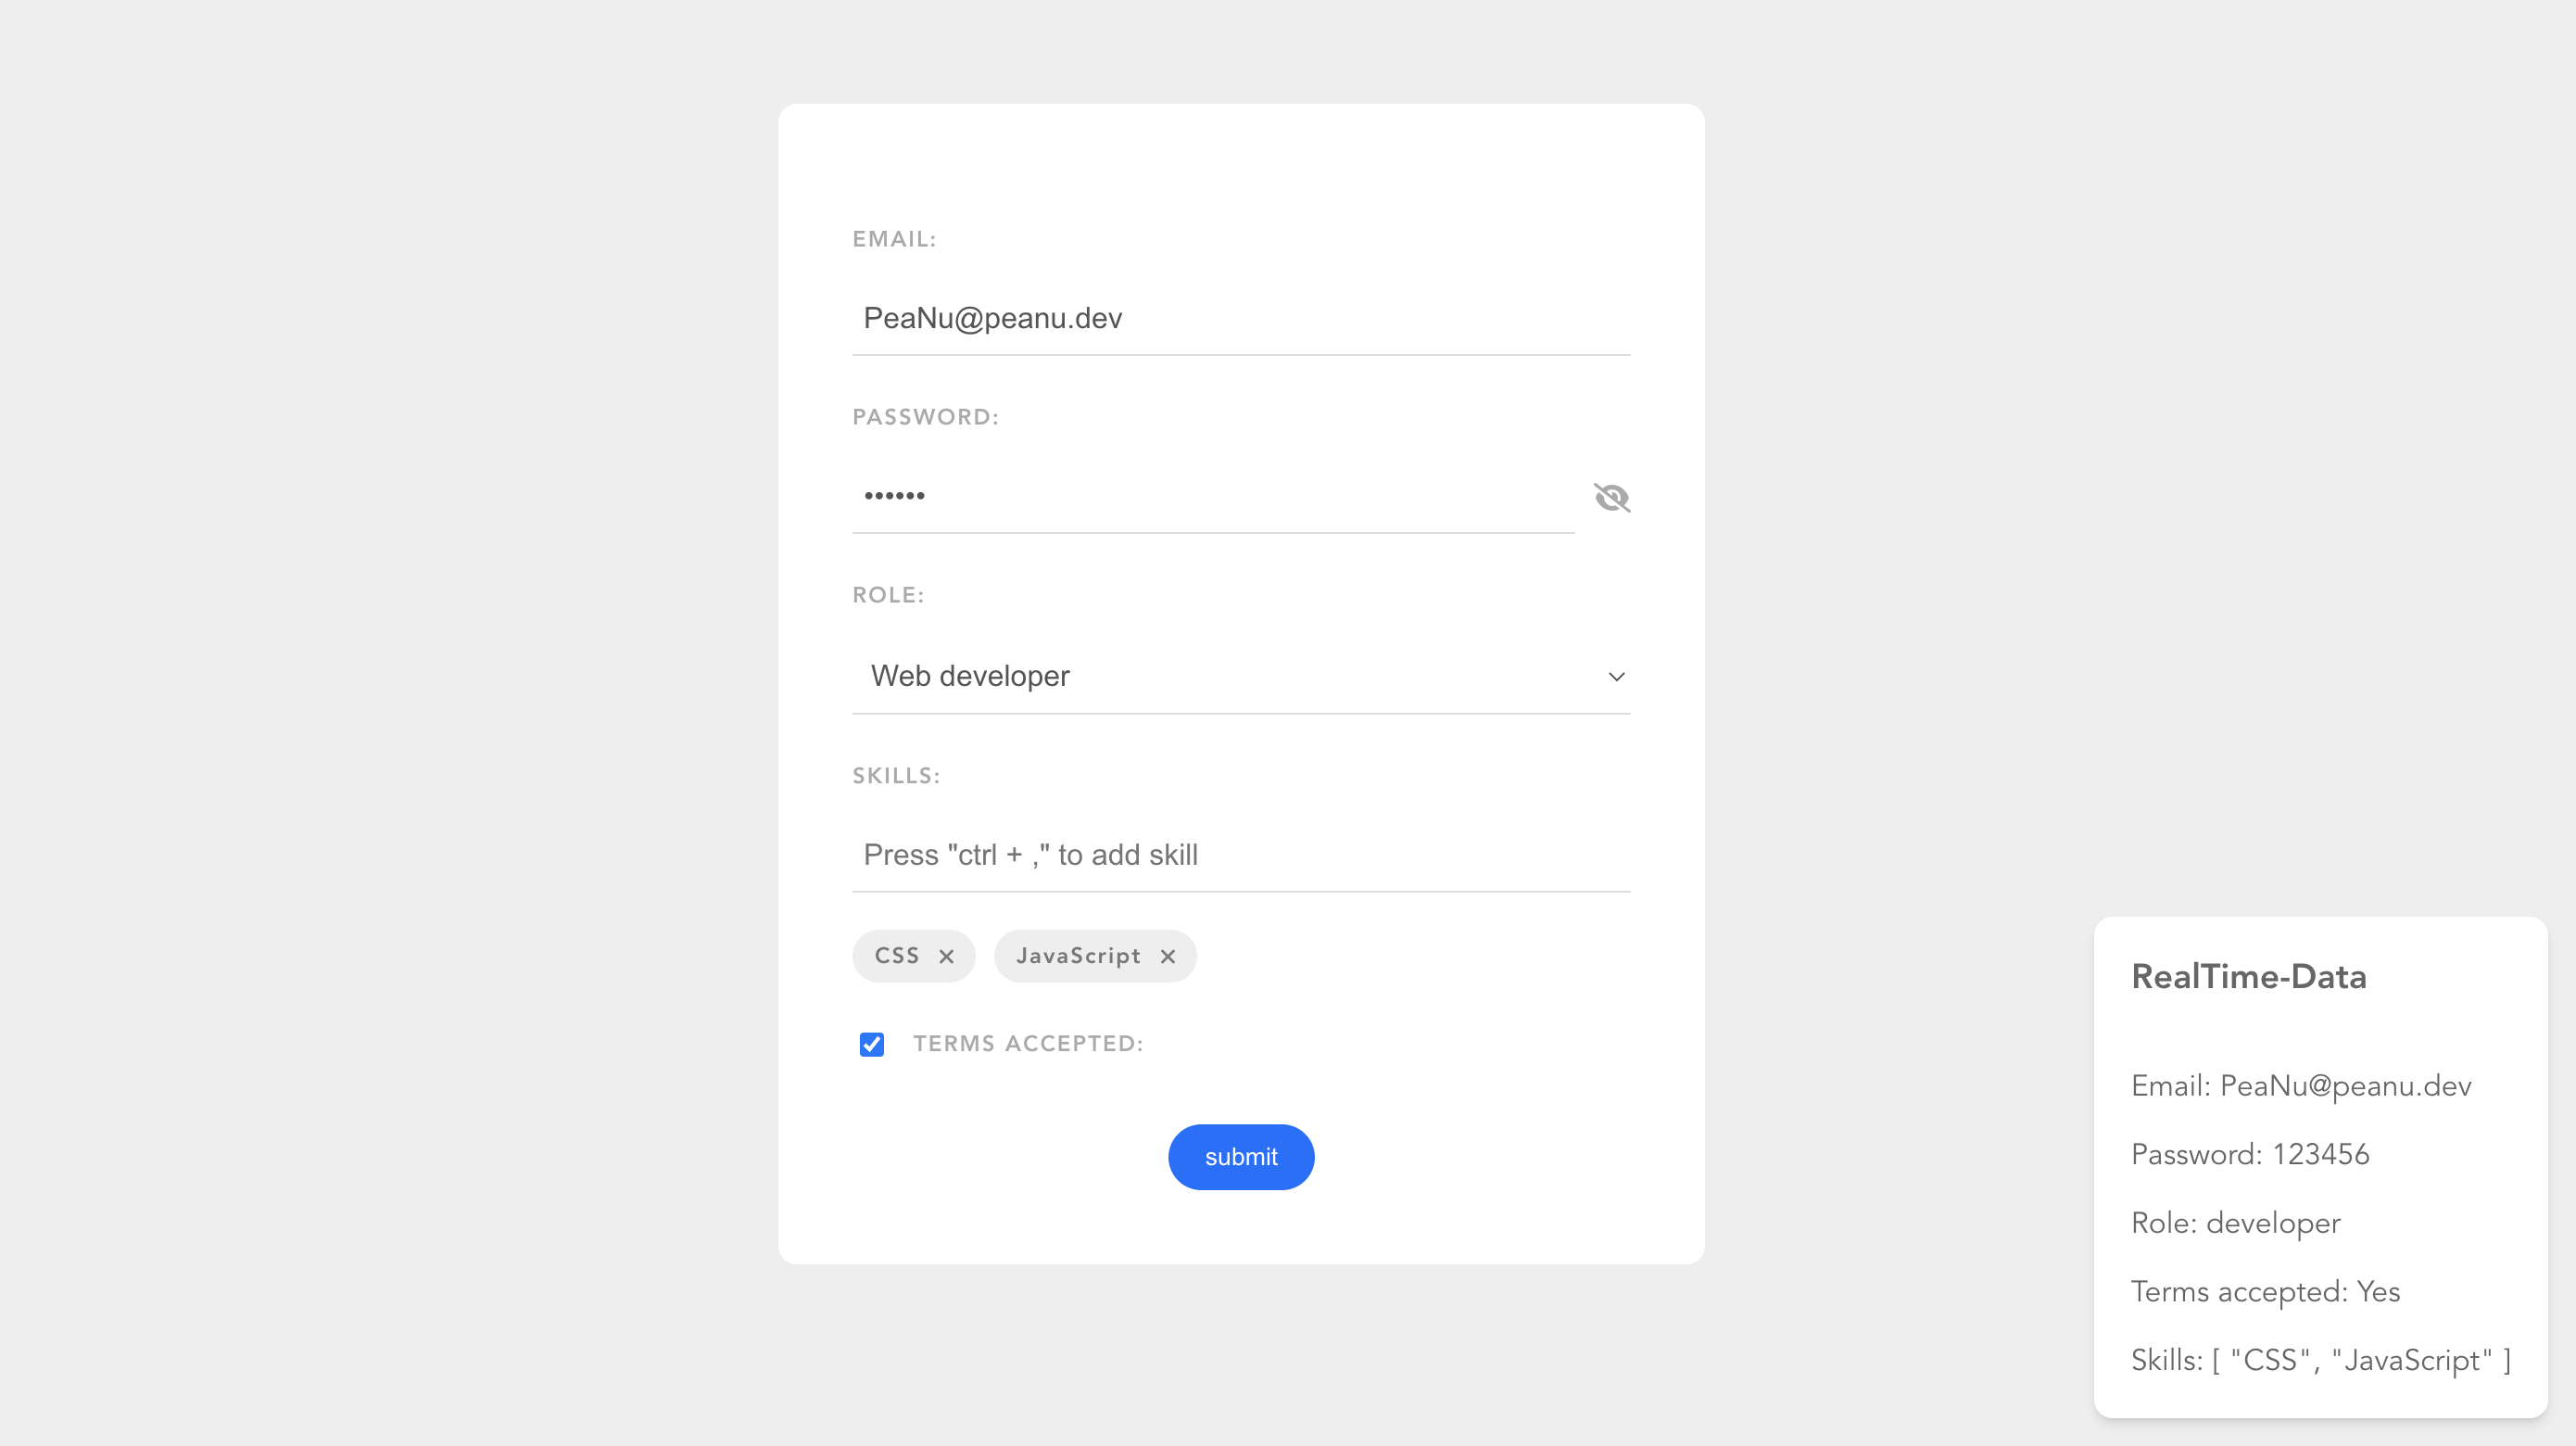 EMAIL:
PeaNu@peanu.dev
PASSWORD:
••••••
ROLE:
Web developer
SKILLS:
Press "ctrl + ," to add skill
CSS ✕ JavaScript ✕
TERMS ACCEPTED:
submit
RealTime-Data
Email: PeaNu@peanu.dev
Password: 123456
Role: developer
Terms accepted: Yes
Skills: [ "CSS", "JavaScript" ]